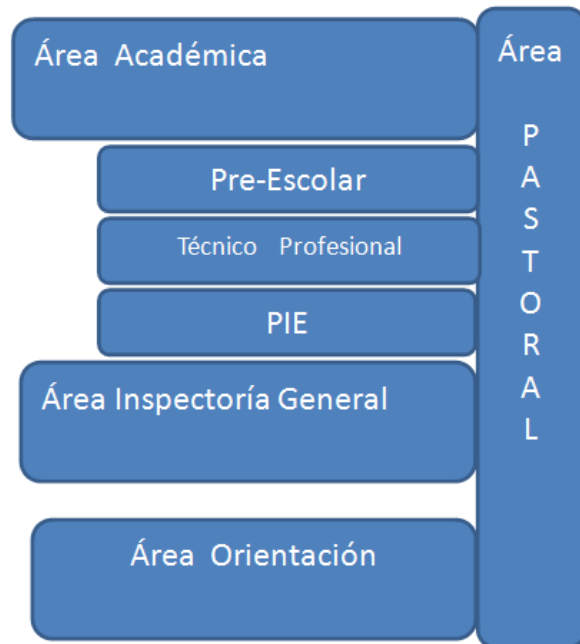 Área Académica
Pre-Escolar
Técnico Profesional
PIE
Área Inspectoría General
Área Orientación
Área
P
A
S
T
O
R
A
L